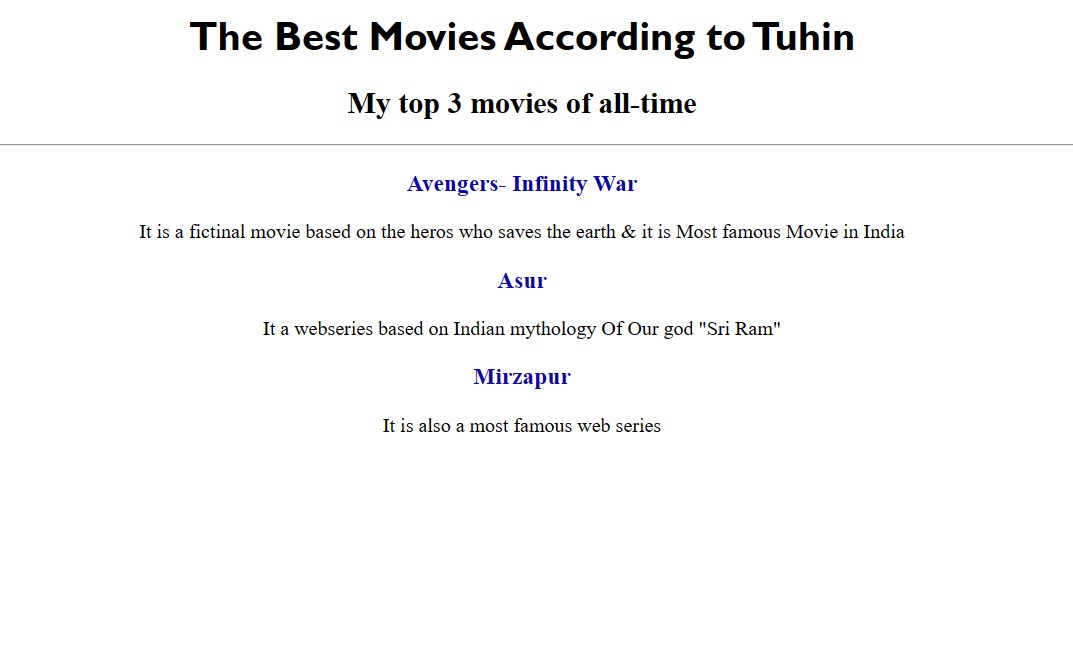 The Best Movies According to Tuhin
My top 3 movies of all-time
Avengers- Infinity War
It is a fictinal movie based on the heros who saves the earth & it is Most famous Movie in India
Asur
It a webseries based on Indian mythology Of Our god "Sri Ram"
Mirzapur
It is also a most famous web series